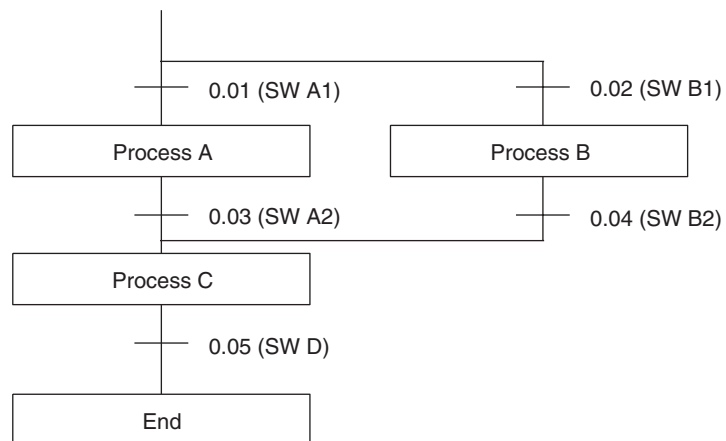 0.01 (SW A1)
0.02 (SW B1)
Process A
Process B
0.03 (SW A2)
0.04 (SW B2)
Process C
0.05 (SW D)
End